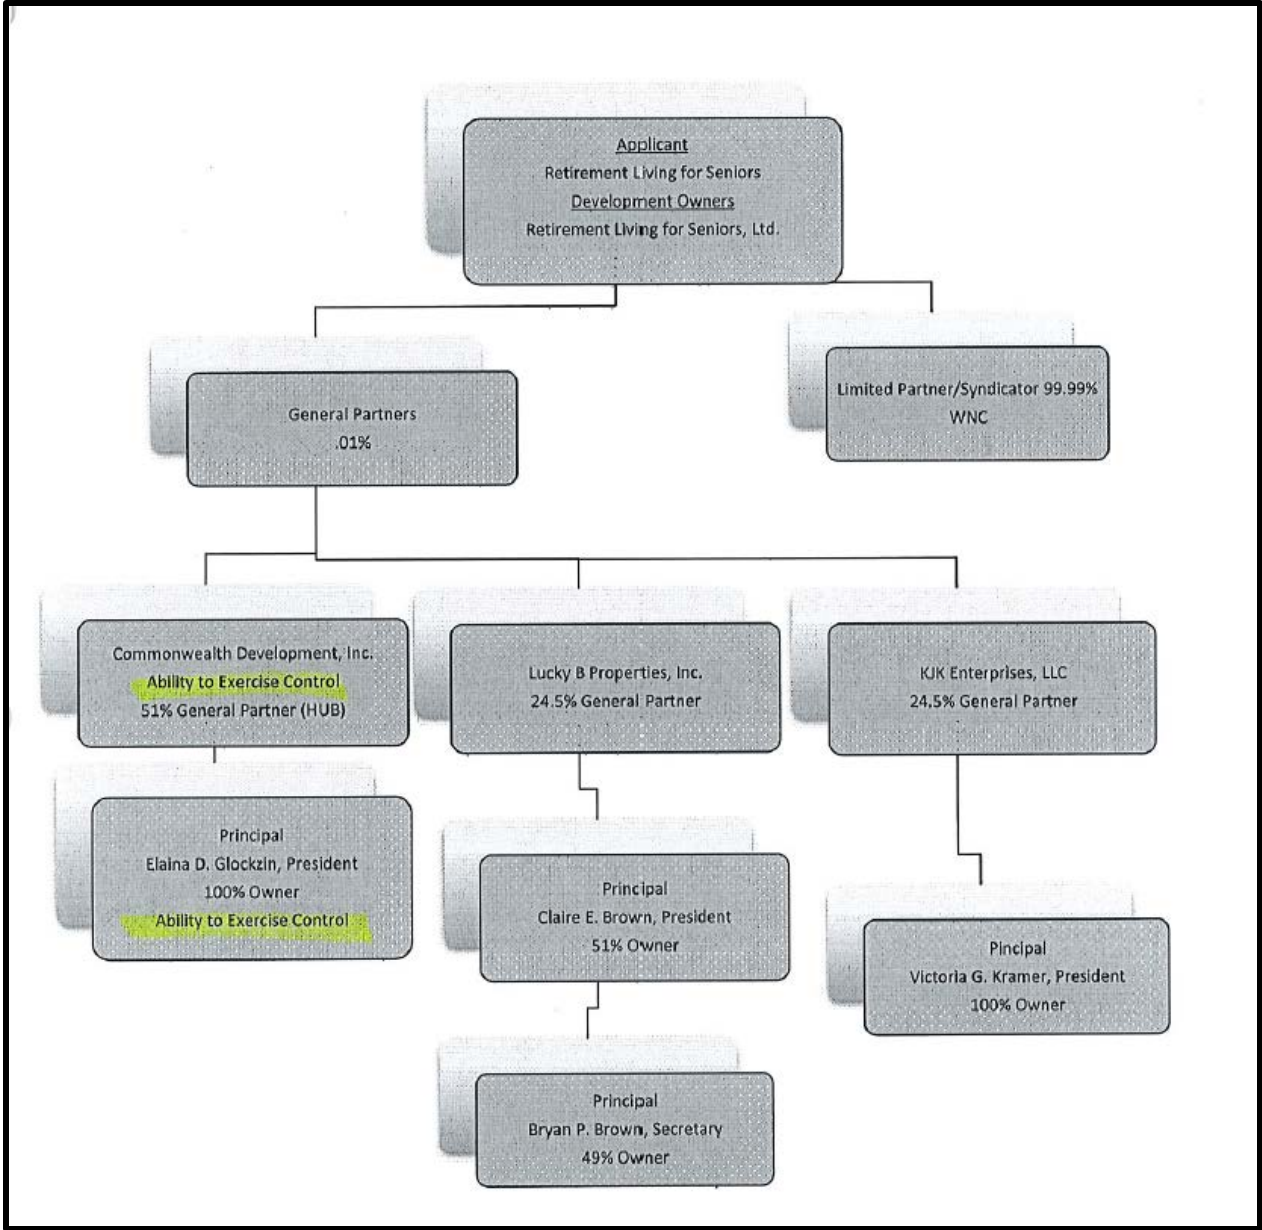 Applicant
Retirement Living for Seniors
Development Owners
Retirement Living for Seniors, Ltd.
General Partners
.01%
Limited Partner/Syndicator 99.99%
WNC
Commonwealth Development, Inc.
Ability to Exercise Control
51% General Partner (HUB)
Lucky B Properties, Inc.
24.5% General Partner
KJK Enterprises, LLC
24.5% General Partner
Principal
Elaina D. Glockzin, President
100% Owner
Ability to Exercise Control
Principal
Claire E. Brown, President
51% Owner
Pincipal
Victoria G. Kramer, President
100% Owner
Principal
Bryan P. Brown, Secretary
49% Owner